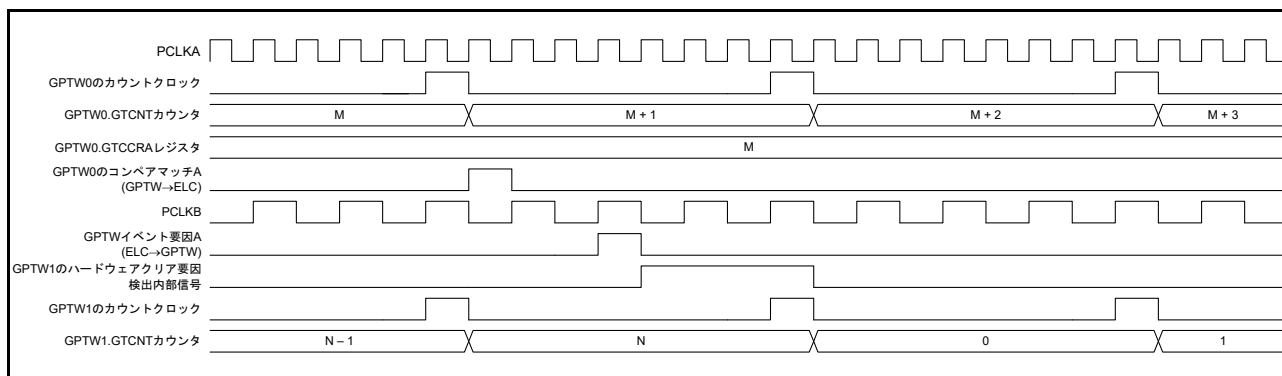 PCLKA
GPTW0のカウントクロック
GPTW0.GTCNTカウンタ M M + 1 M + 2 M + 3
GPTW0.GTCCRAレジスタ M
GPTW0のコンペアマッチA
(GPTW→ELC)
PCLKB
GPTWイベント要因A
(ELC→GPTW)
GPTW1のハードウェアクリア要因
検出内部信号
GPTW1のカウントクロック
GPTW1.GTCNTカウンタ N – 1 N 0 1